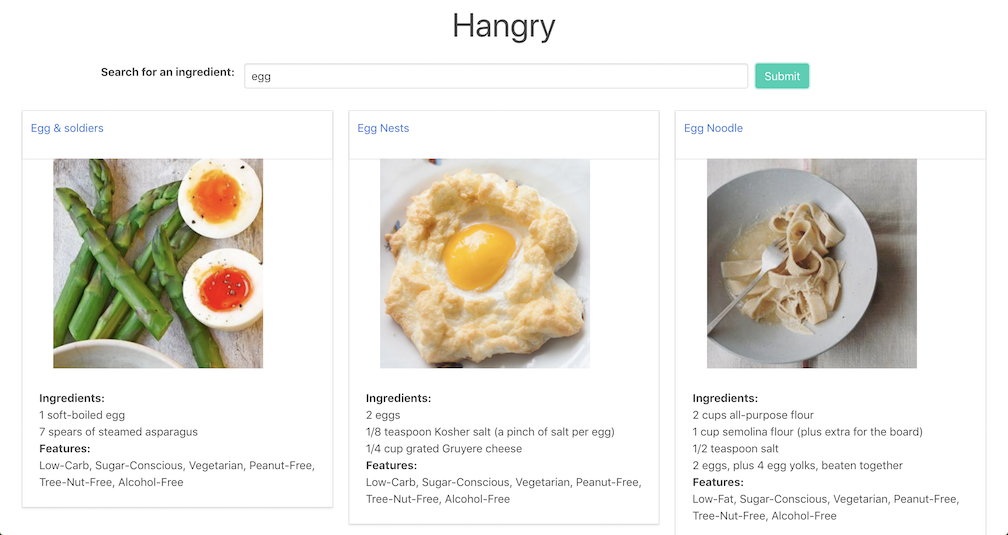 Hangry
Search for an ingredient:
egg
Submit
Egg & soldiers
Ingredients:
1 soft-boiled egg
7 spears of steamed asparagus
Features:
Low-Carb, Sugar-Conscious, Vegetarian, Peanut-Free,
Tree-Nut-Free, Alcohol-Free
Egg Nests
Ingredients:
2 eggs
1/8 teaspoon Kosher salt (a pinch of salt per egg)
1/4 cup grated Gruyere cheese
Features:
Low-Carb, Sugar-Conscious, Vegetarian, Peanut-Free,
Tree-Nut-Free, Alcohol-Free
Egg Noodle
Ingredients:
2 cups all-purpose flour
1 cup semolina flour (plus extra for the board)
1/2 teaspoon salt
2 eggs, plus 4 egg yolks, beaten together
Features:
Low-Fat, Sugar-Conscious, Vegetarian, Peanut-Free,
Tree-Nut-Free, Alcohol-Free